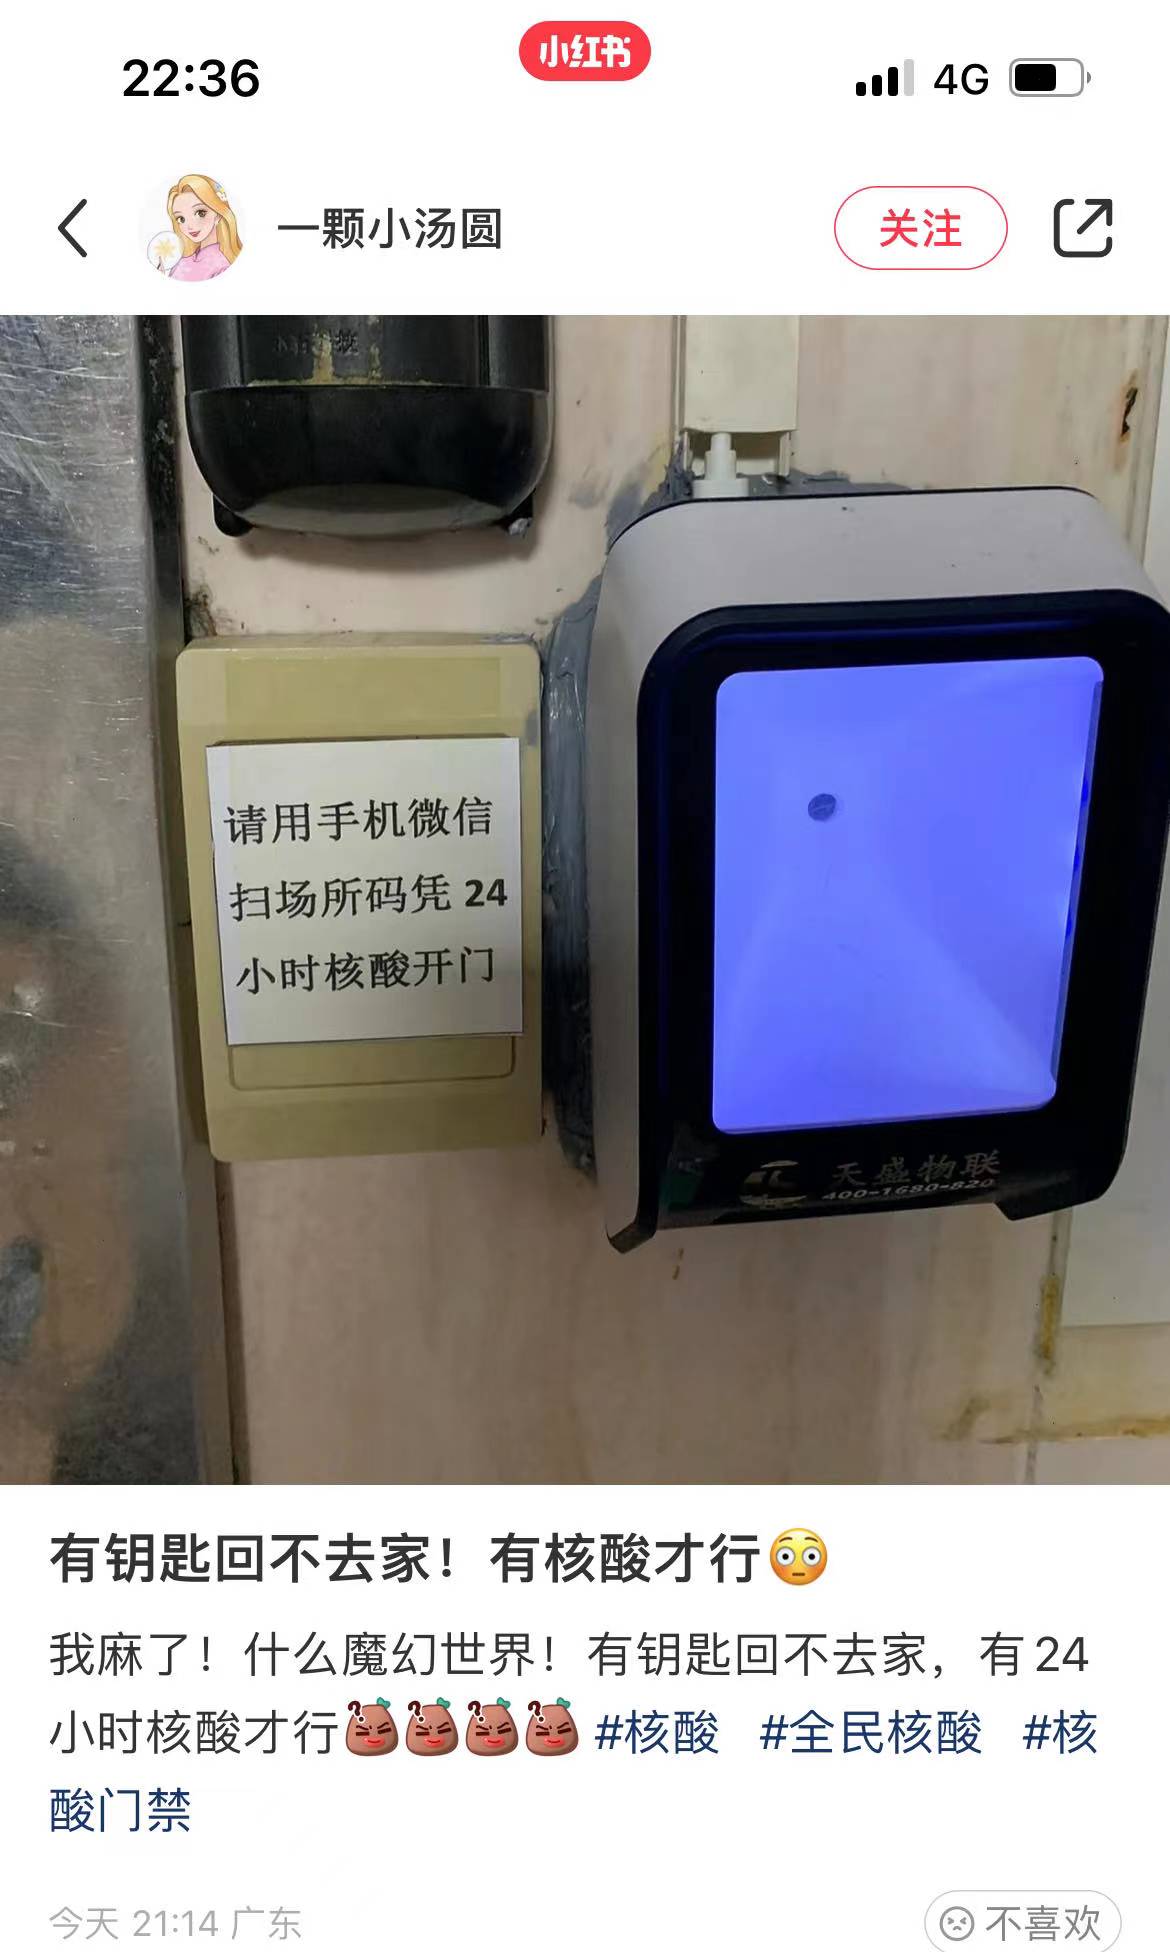 22:36
小红书
4G
一颗小汤圆
关注
请用手机微信
扫场所码凭 24
小时核酸开门
天盛物联
400-1680-820
有钥匙回不去家！有核酸才行😳
我麻了！什么魔幻世界！有钥匙回不去家，有24
小时核酸才行 #核酸 #全民核酸 #核
酸门禁
今天 21:14 广东
不喜欢